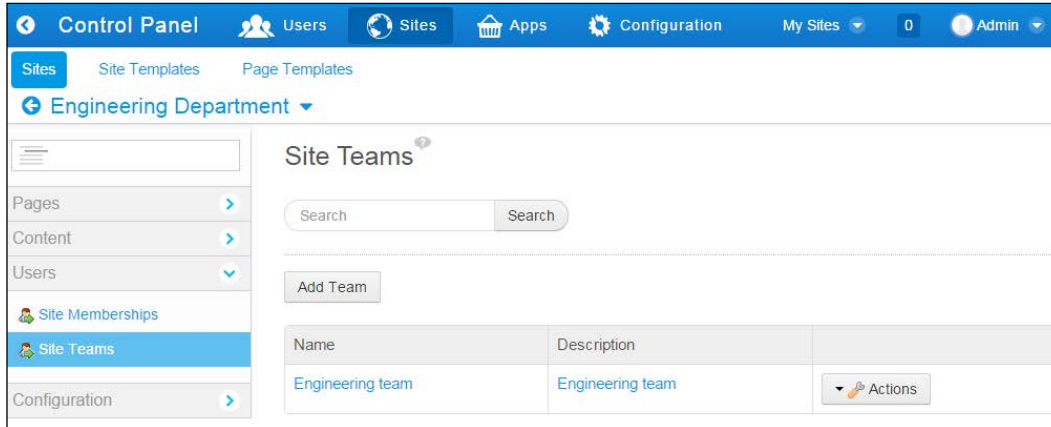 Control Panel Users Sites Apps Configuration My Sites 0 Admin
Sites Site Templates Page Templates
Engineering Department
Site Teams ?
Pages
Search Search
Content
Users
Add Team
Site Memberships
Name Description
Site Teams
Engineering team Engineering team Actions
Configuration